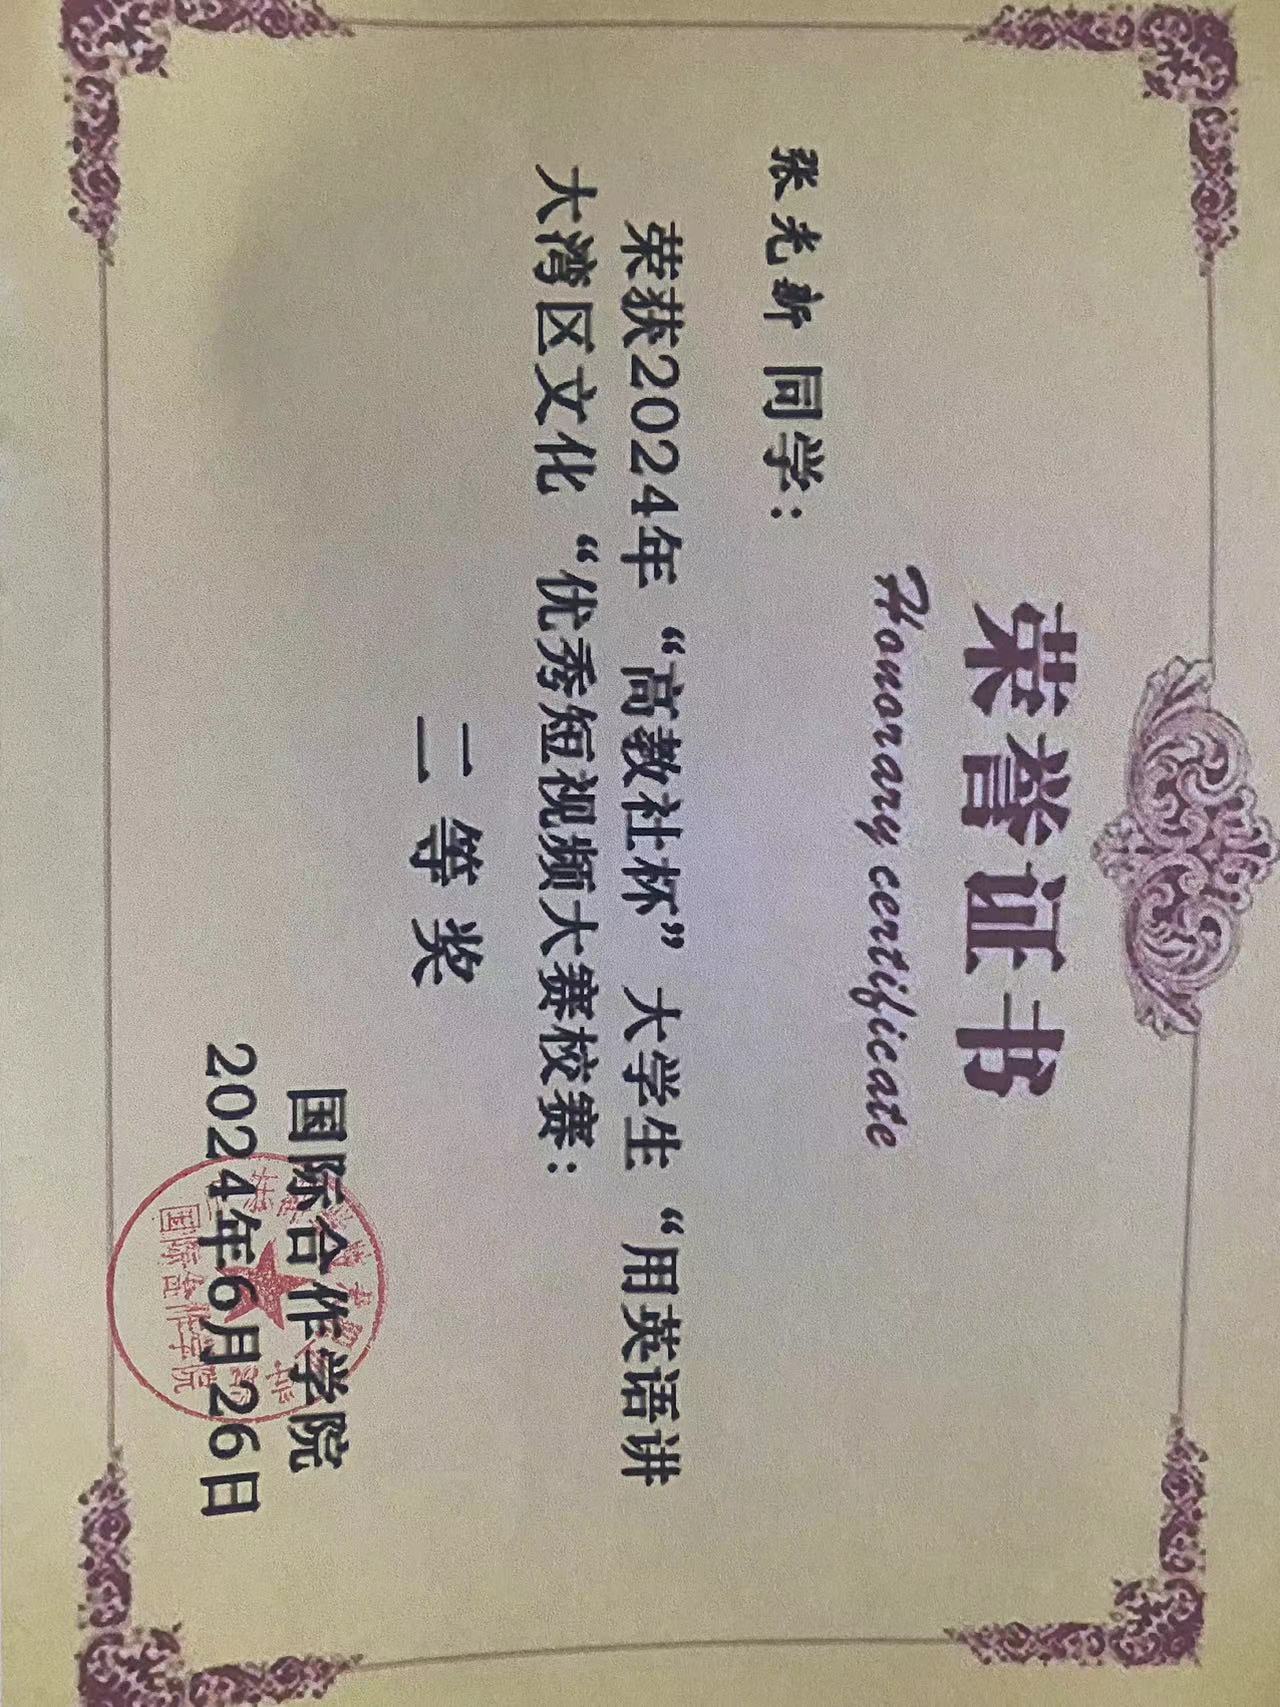 荣誉证书
Honorary certificate
张光新 同学：
荣获2024年“高教社杯”大学生“用英语讲
大湾区文化“优秀短视频大赛校赛：
二等奖
国际合作学院
2024年6月26日
国际合作学院